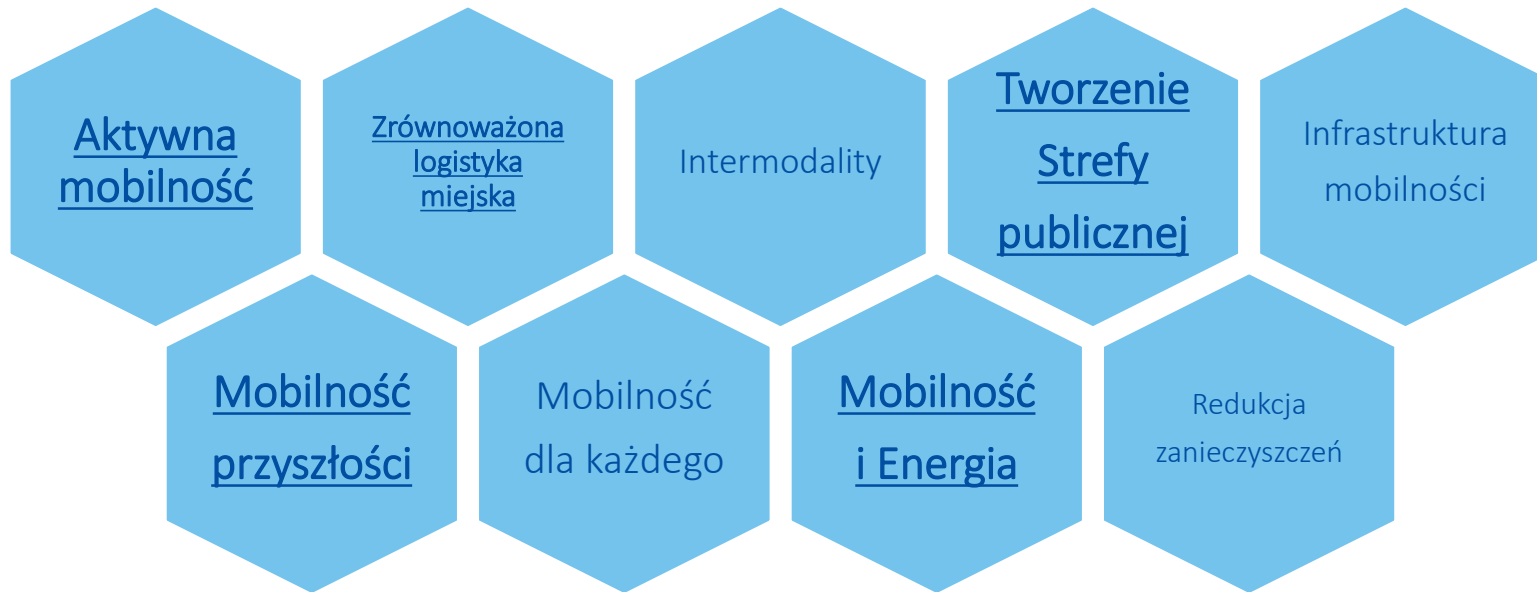 Aktywna
mobilność
Zrównoważona
logistyka
miejska
Intermodality
Tworzenie
Strefy
publicznej
Infrastruktura
mobilności
Mobilność
przyszłości
Mobilność
dla każdego
Mobilność
i Energia
Redukcja
zanieczyszczeń